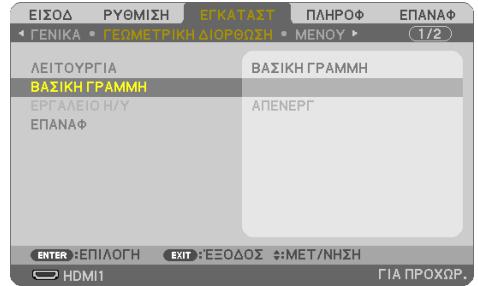 ΕΙΣΟΔ ΡΥΘΜΙΣΗ ΕΓΚΑΤΑΣΤ ΠΛΗΡΟΦ ΕΠΑΝΑΦ
ΓΕΝΙΚΑ • ΓΕΩΜΕΤΡΙΚΗ ΔΙΟΡΘΩΣΗ • ΜΕΝΟΥ (1/2)
ΛΕΙΤΟΥΡΓΙΑ ΒΑΣΙΚΗ ΓΡΑΜΜΗ
ΒΑΣΙΚΗ ΓΡΑΜΜΗ
ΕΡΓΑΛΕΙΟ Η/Υ ΑΠΕΝΕΡΓ
ΕΠΑΝΑΦ
ENTER :ΕΠΙΛΟΓΗ EXIT :ΈΞΟΔΟΣ :ΜΕΤ/ΝΗΣΗ
HDMI1 ΓΙΑ ΠΡΟΧΩΡ.